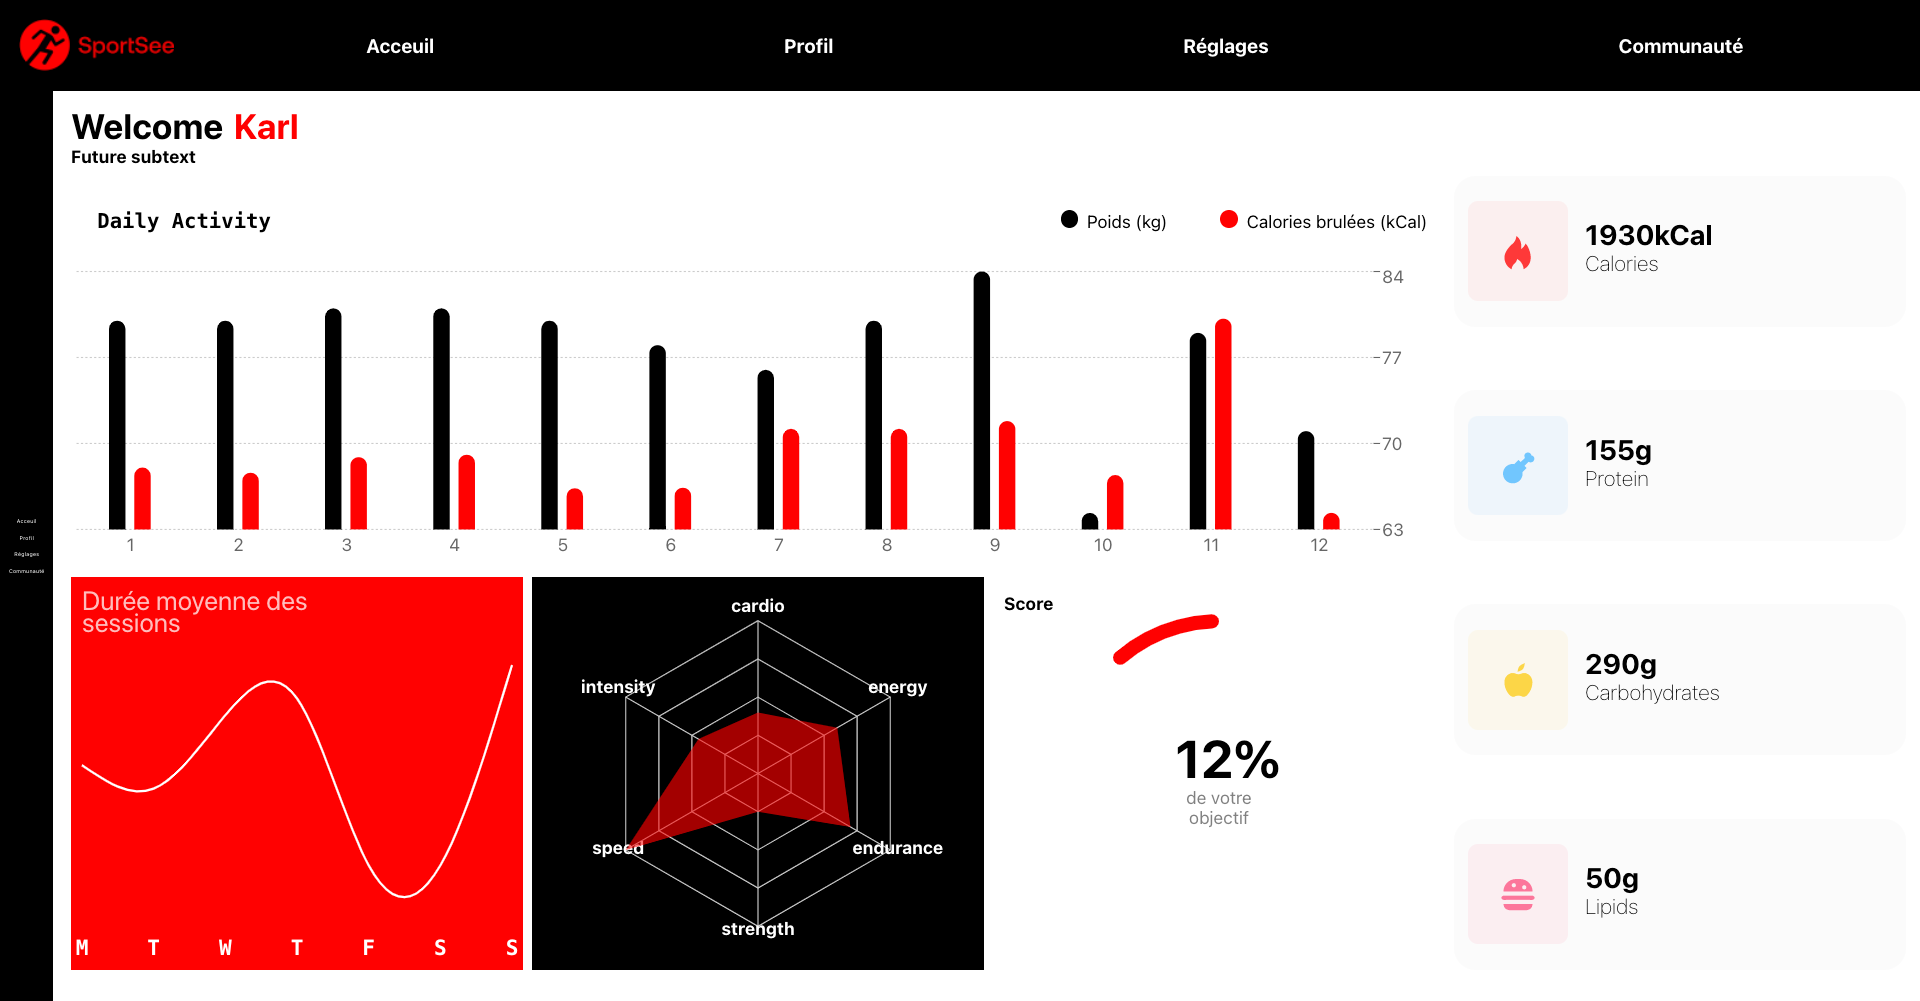 SportSee
Acceuil
Profil
Réglages
Communauté
Acceuil
Profil
Réglages
Communauté
Welcome Karl
Future subtext
Daily Activity
Poids (kg)
Calories brulées (kCal)
84
77
70
63
1 2 3 4 5 6 7 8 9 10 11 12
Durée moyenne des
sessions
M T W T F S S
cardio
energy
endurance
strength
speed
intensity
Score
12%
de votre
objectif
1930kCal
Calories
155g
Protein
290g
Carbohydrates
50g
Lipids